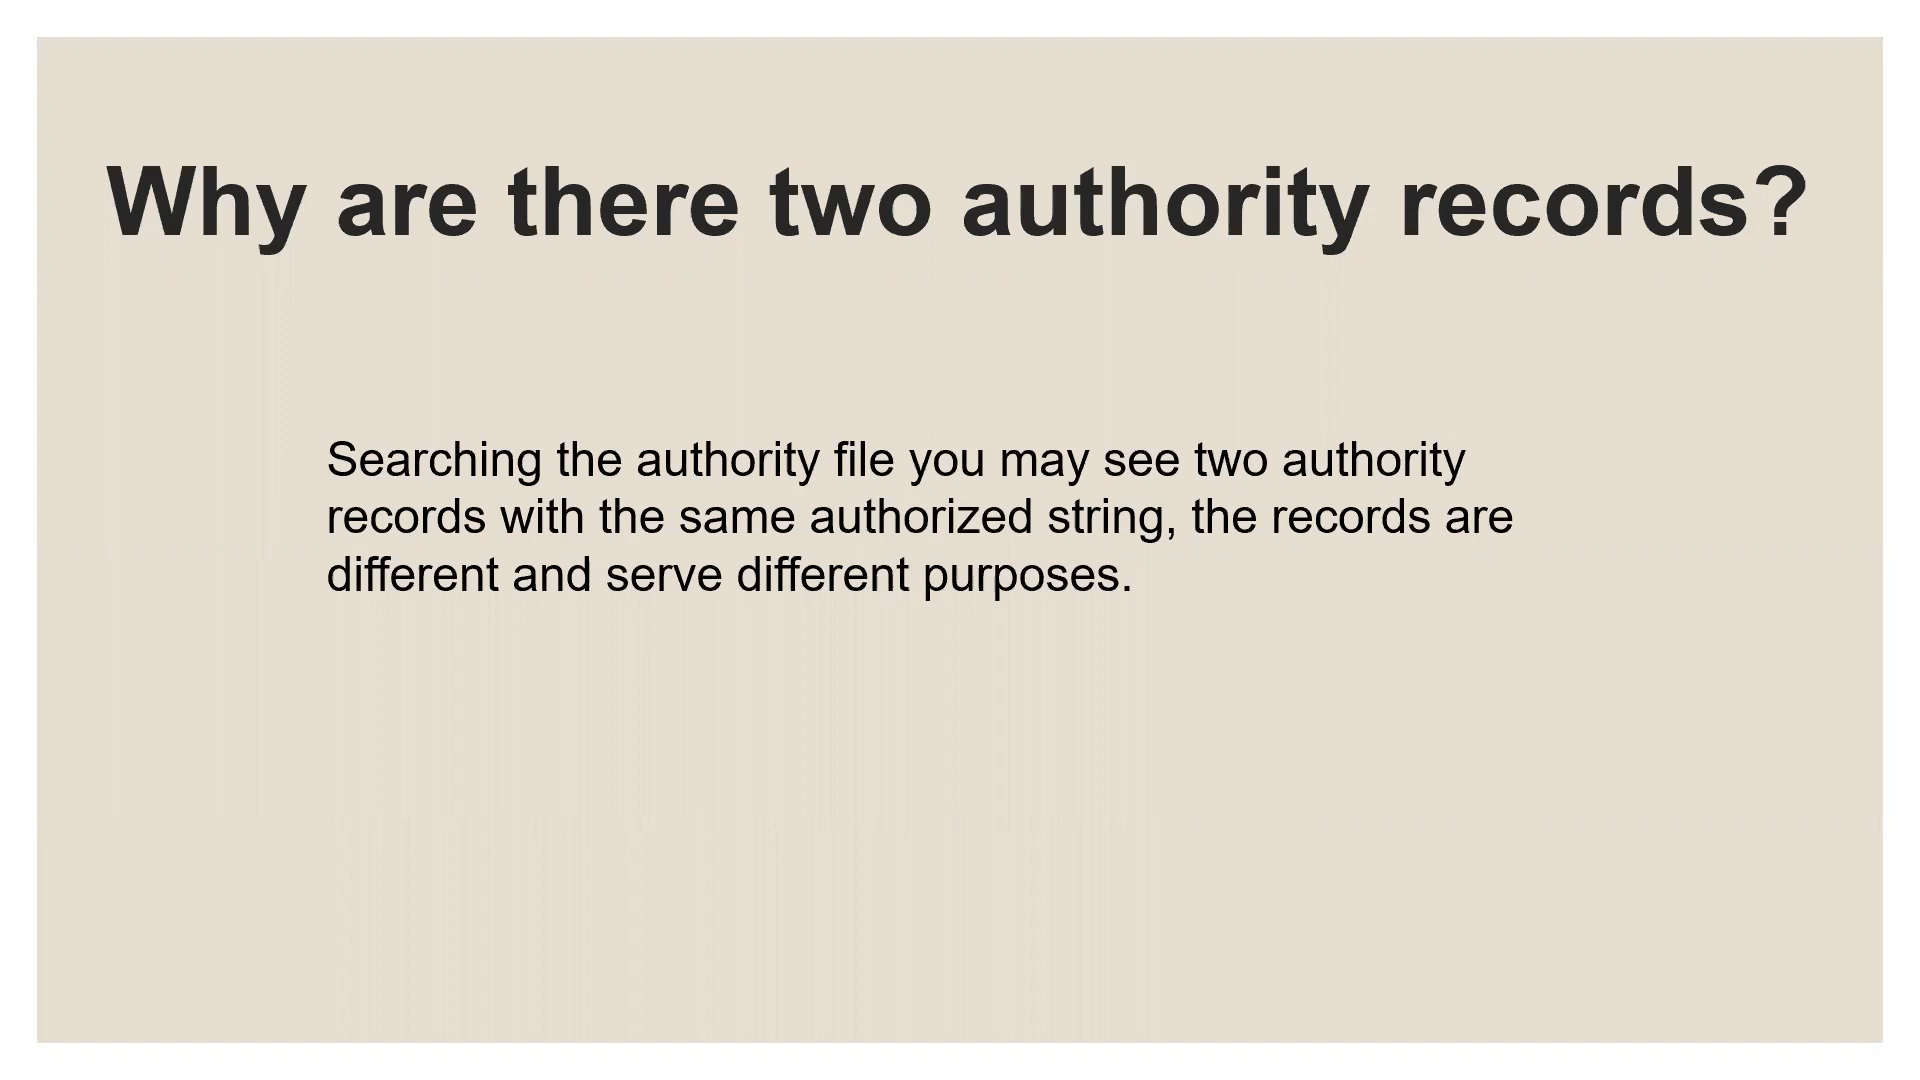 Why are there two authority records?
Searching the authority file you may see two authority
records with the same authorized string, the records are
different and serve different purposes.